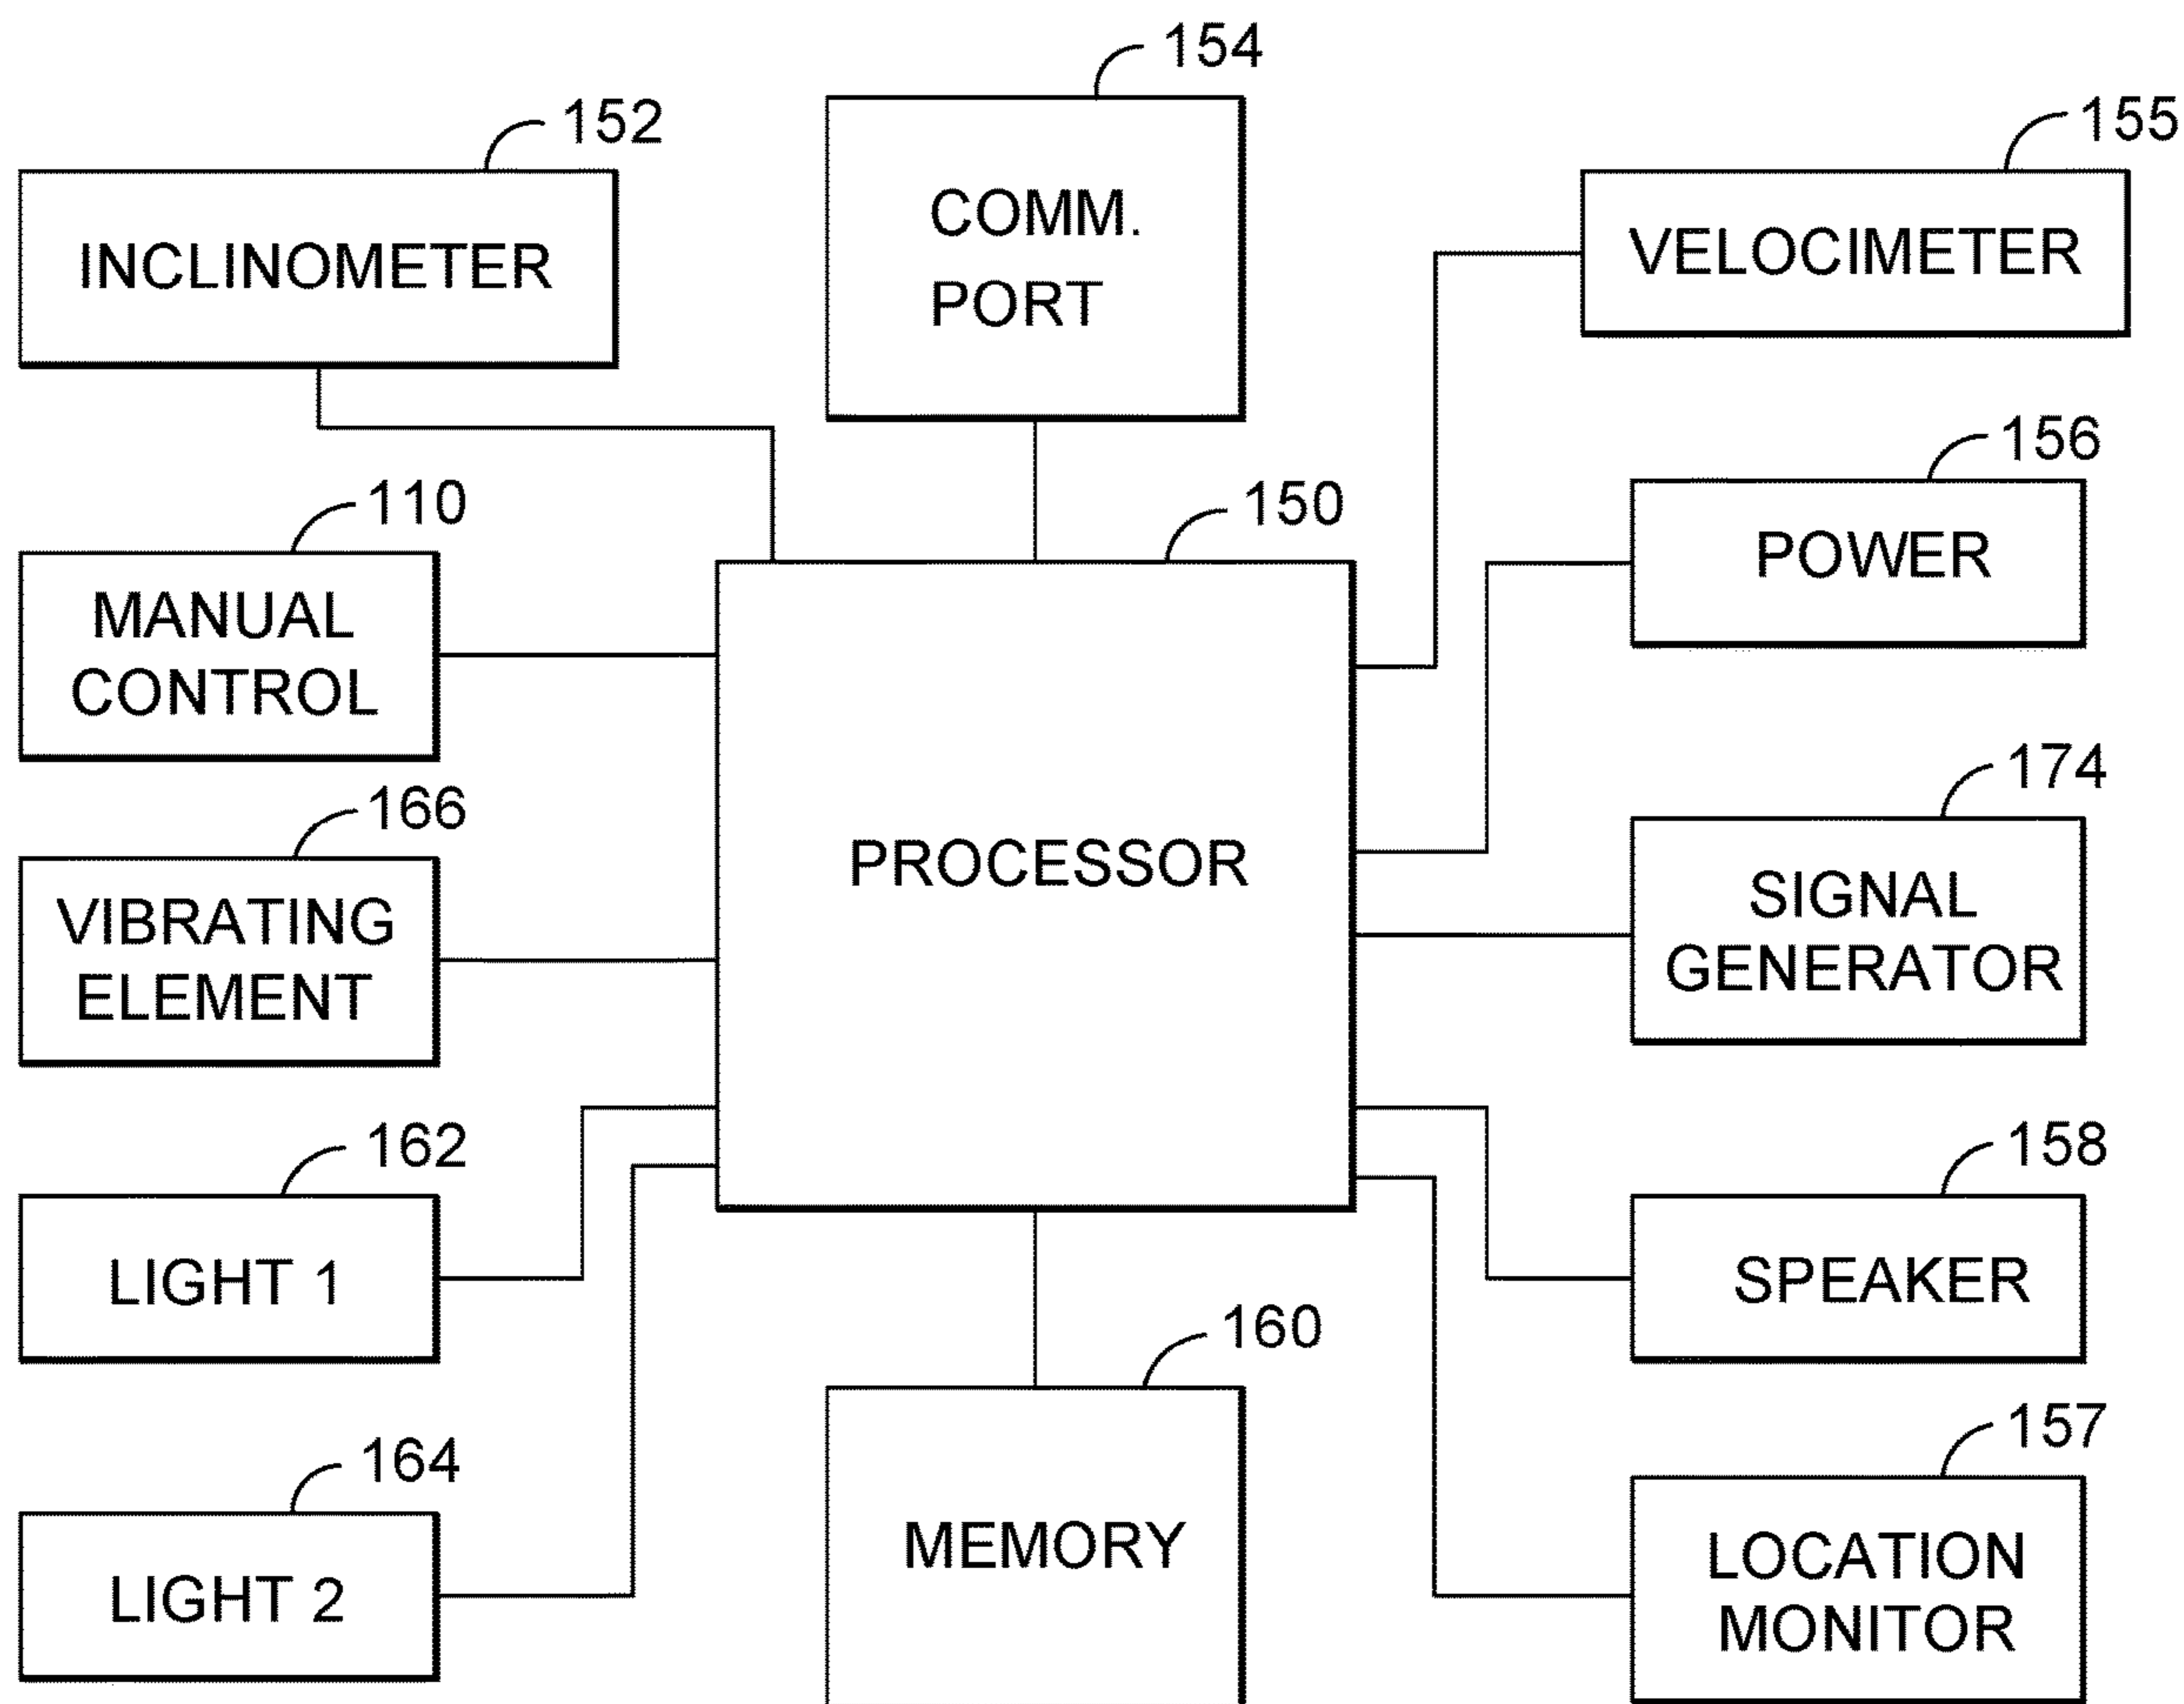 154
152
155
INCLINOMETER
COMM.
PORT
VELOCIMETER
156
110
150
POWER
MANUAL
CONTROL
174
166
PROCESSOR
SIGNAL
GENERATOR
VIBRATING
ELEMENT
162
158
LIGHT 1
SPEAKER
160
157
164
MEMORY
LOCATION
MONITOR
LIGHT 2